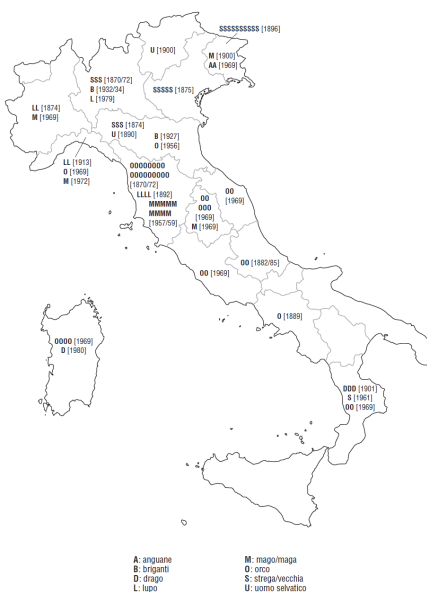 SSSSSSSSSS [1896]
U [1900]
M [1900]
AA [1969]
SSS [1870/72]
B [1932/34]
L [1979]
SSSSS [1875]
LL [1874]
M [1969]
SSS [1874]
U [1890]
B [1927]
O [1956]
LL [1913]
O [1969]
M [1972]
OOOOOOOO
OOOOOOOOO
[1870/72]
LLLL [1892]
MMMMM
MMMM
[1957/59]
OO
[1969]
OO
OOO
[1969]
M [1969]
OO [1882/85]
OO [1969]
O [1889]
OOOO [1969]
D [1980]
DDD [1901]
S [1961]
OO [1969]
A: anguane
B: briganti
D: drago
L: lupo
M: mago/maga
O: orco
S: strega/vecchia
U: uomo selvatico